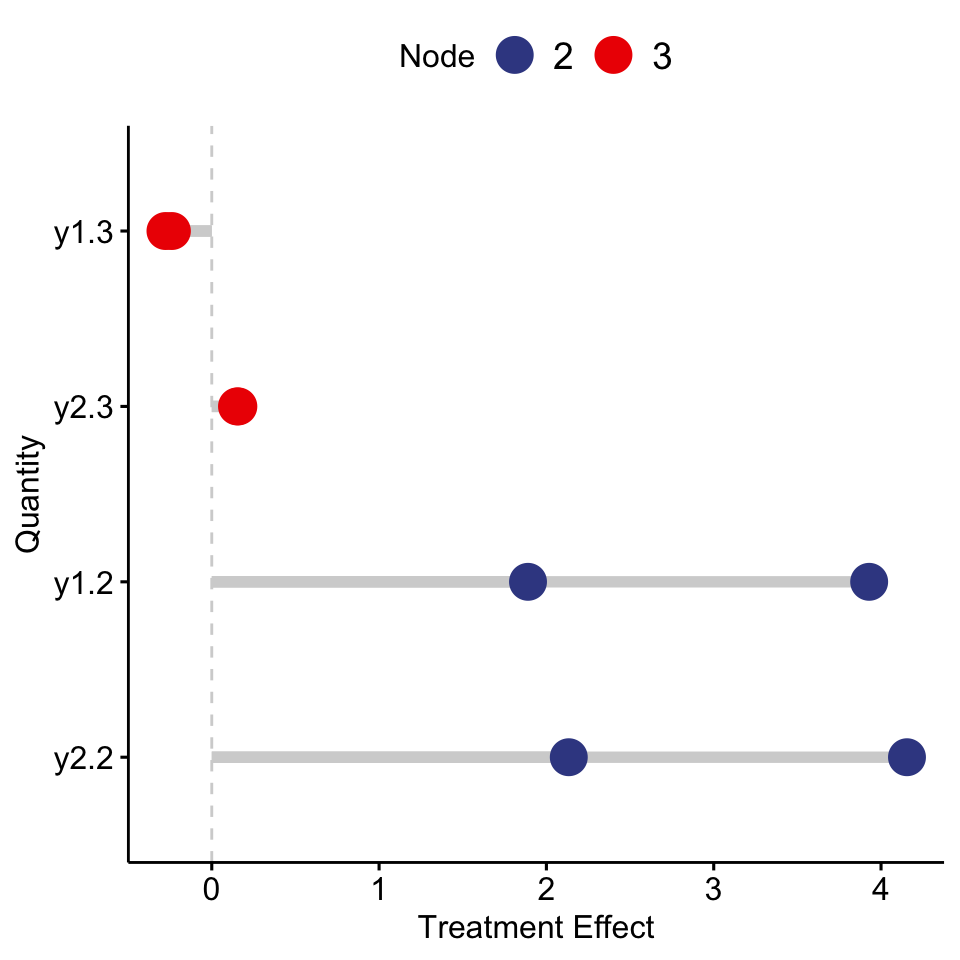 Node 2 3
y1.3
y2.3
y1.2
y2.2
Quantity
0 1 2 3 4
Treatment Effect